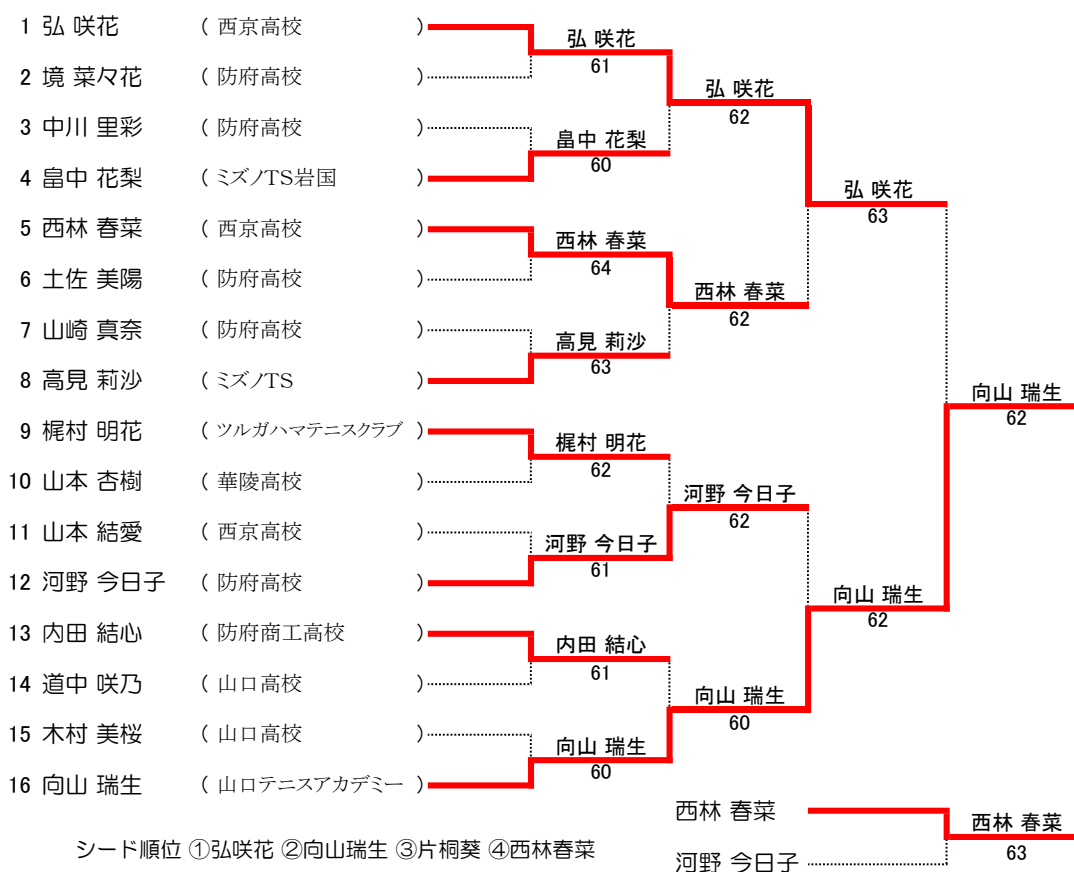 1 弘 咲花 ( 西京高校 )
2 境 菜々花 ( 防府高校 )
3 中川 里彩 ( 防府高校 )
4 畠中 花梨 ( ミズノTS岩国 )
5 西林 春菜 ( 西京高校 )
6 土佐 美陽 ( 防府高校 )
7 山崎 真奈 ( 防府高校 )
8 高見 莉沙 ( ミズノTS )
9 梶村 明花 ( ツルガハマテニスクラブ )
10 山本 杏樹 ( 華陵高校 )
11 山本 結愛 ( 西京高校 )
12 河野 今日子 ( 防府高校 )
13 内田 結心 ( 防府商工高校 )
14 道中 咲乃 ( 山口高校 )
15 木村 美桜 ( 山口高校 )
16 向山 瑞生 ( 山口テニスアカデミー )
弘 咲花
61
畠中 花梨
60
西林 春菜
64
高見 莉沙
63
梶村 明花
62
河野 今日子
61
内田 結心
61
向山 瑞生
60
弘 咲花
62
西林 春菜
62
河野 今日子
62
向山 瑞生
60
弘 咲花
63
向山 瑞生
62
向山 瑞生
62
西林 春菜
河野 今日子
西林 春菜
63
シード順位 ①弘咲花 ②向山瑞生 ③片桐葵 ④西林春菜